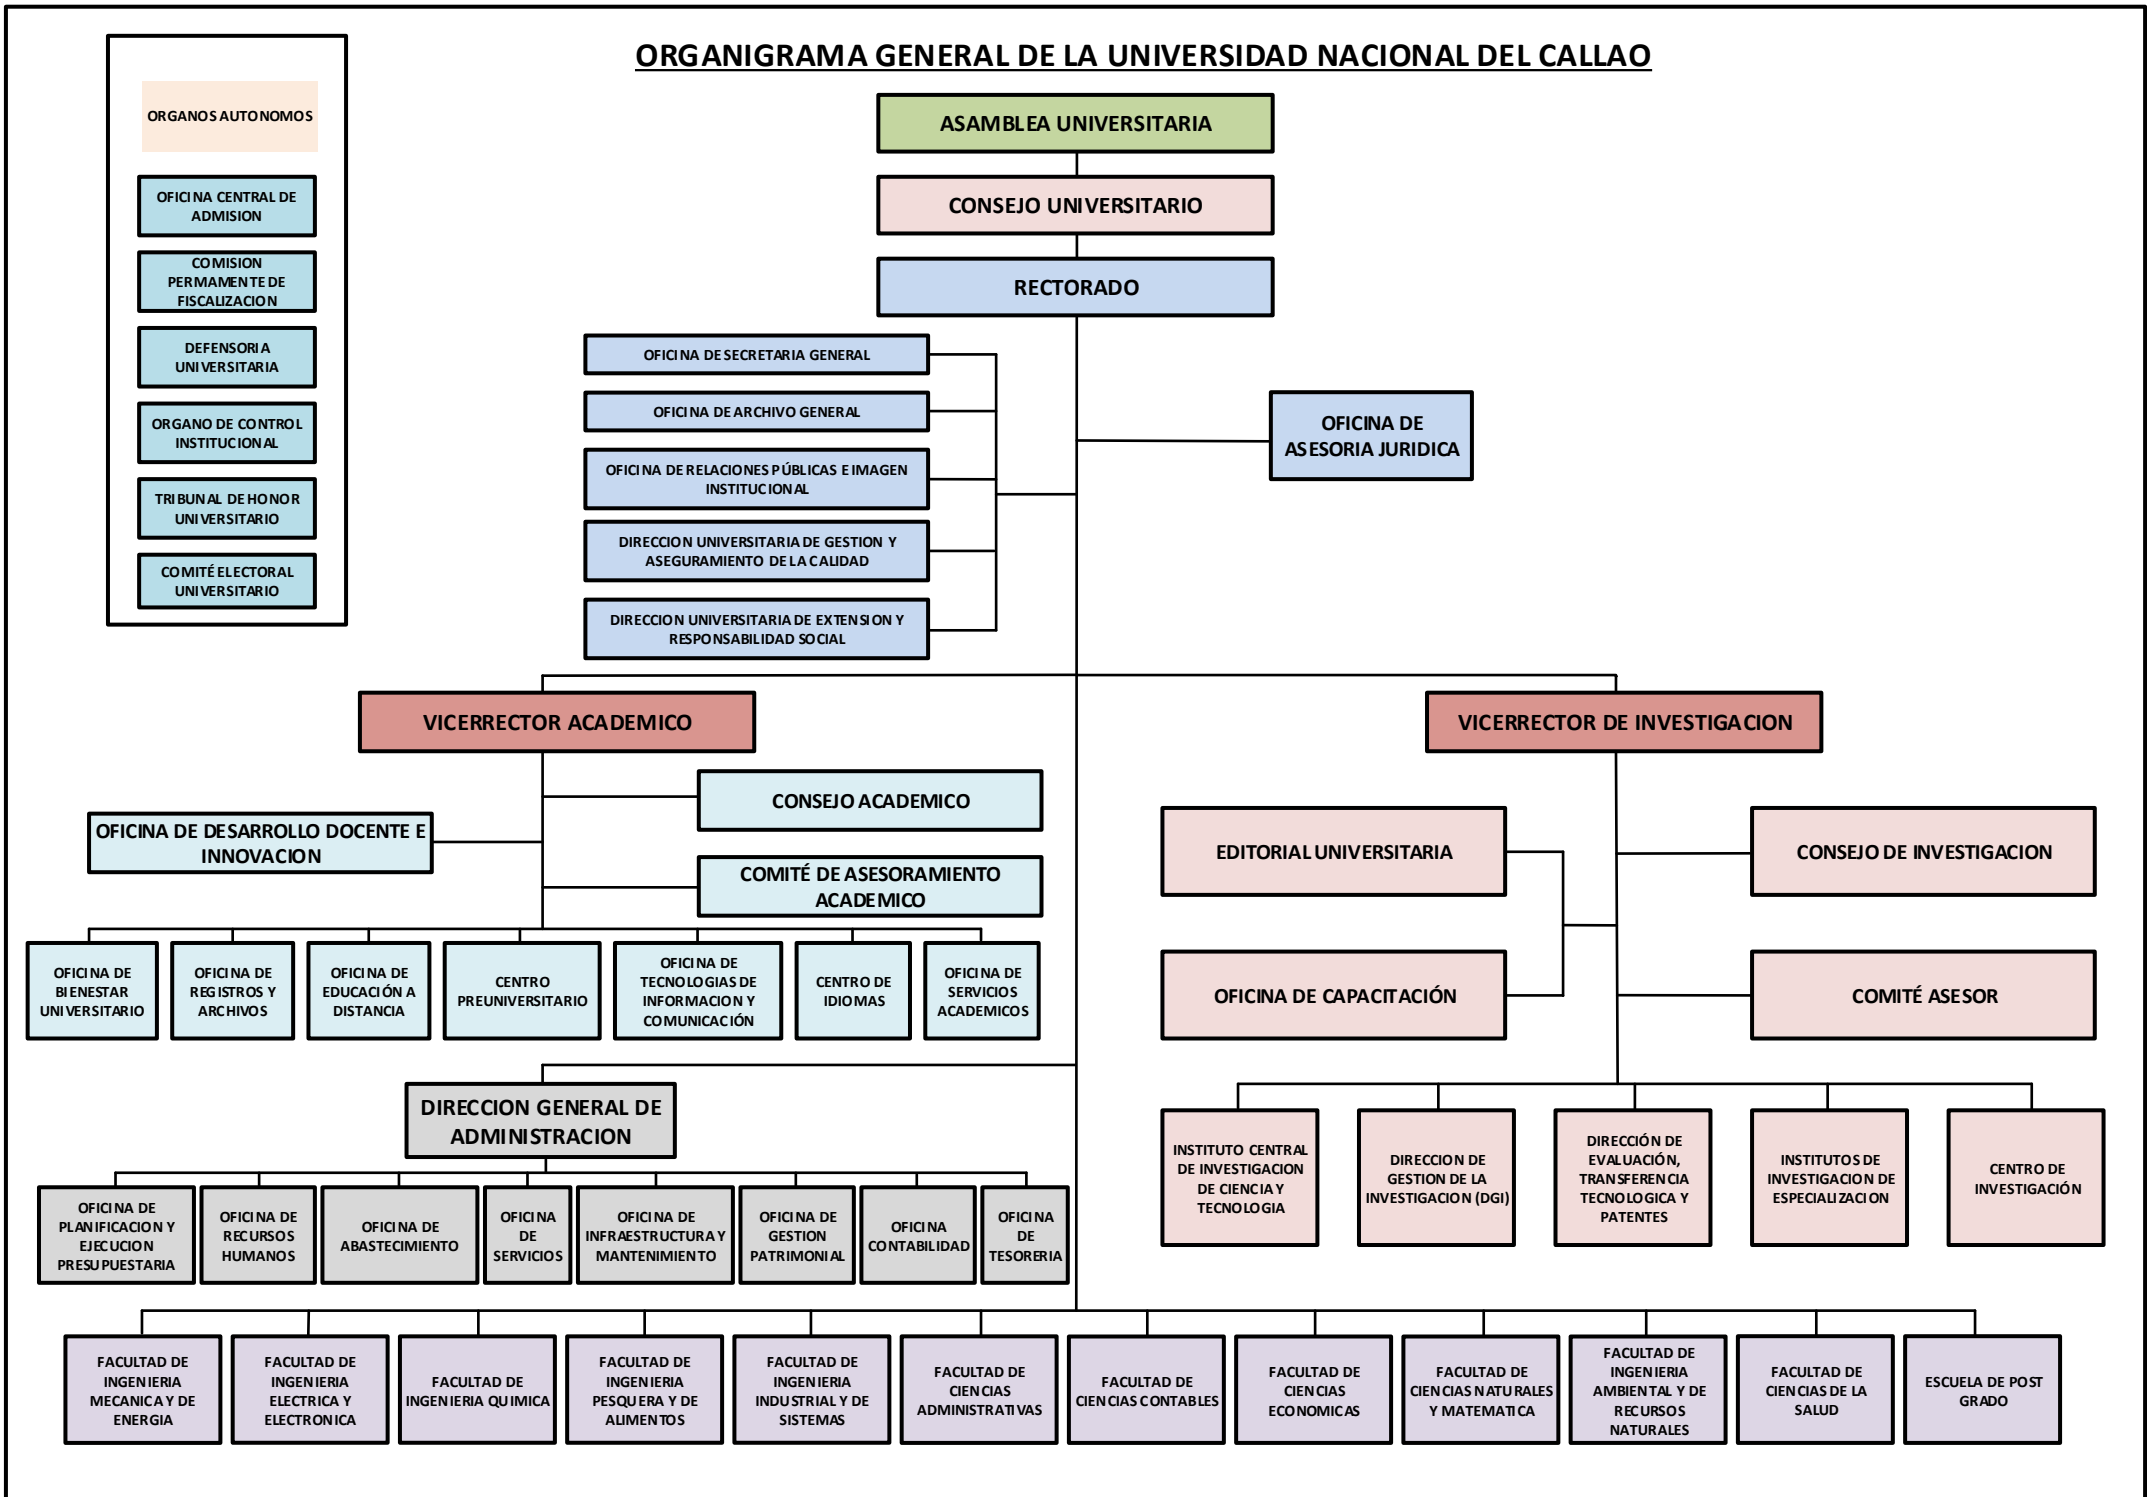 ORGANIGRAMA GENERAL DE LA UNIVERSIDAD NACIONAL DEL CALLAO
ORGANOS AUTONOMOS
OFICINA CENTRAL DE
ADMISION
COMISION
PERMAMENTE DE
FISCALIZACION
DEFENSORIA
UNIVERSITARIA
ORGANO DE CONTROL
INSTITUCIONAL
TRIBUNAL DE HONOR
UNIVERSITARIO
COMITÉ ELECTORAL
UNIVERSITARIO
ASAMBLEA UNIVERSITARIA
CONSEJO UNIVERSITARIO
RECTORADO
OFICINA DE SECRETARIA GENERAL
OFICINA DE ARCHIVO GENERAL
OFICINA DE RELACIONES PÚBLICAS E IMAGEN
INSTITUCIONAL
DIRECCION UNIVERSITARIA DE GESTION Y
ASEGURAMIENTO DE LA CALIDAD
DIRECCION UNIVERSITARIA DE EXTENSION Y
RESPONSABILIDAD SOCIAL
OFICINA DE
ASESORIA JURIDICA
VICERRECTOR ACADEMICO
CONSEJO ACADEMICO
OFICINA DE DESARROLLO DOCENTE E
INNOVACION
COMITÉ DE ASESORAMIENTO
ACADEMICO
OFICINA DE
BIENESTAR
UNIVERSITARIO
OFICINA DE
REGISTROS Y
ARCHIVOS
OFICINA DE
EDUCACIÓN A
DISTANCIA
CENTRO
PREUNIVERSITARIO
OFICINA DE
TECNOLOGIAS DE
INFORMACION Y
COMUNICACIÓN
CENTRO DE
IDIOMAS
OFICINA DE
SERVICIOS
ACADEMICOS
VICERRECTOR DE INVESTIGACION
EDITORIAL UNIVERSITARIA
CONSEJO DE INVESTIGACION
OFICINA DE CAPACITACIÓN
COMITÉ ASESOR
INSTITUTO CENTRAL
DE INVESTIGACION
DE CIENCIA Y
TECNOLOGIA
DIRECCION DE
GESTION DE LA
INVESTIGACION (DGI)
DIRECCIÓN DE
EVALUACIÓN,
TRANSFERENCIA
TECNOLOGICA Y
PATENTES
INSTITUTOS DE
INVESTIGACION DE
ESPECIALIZACION
CENTRO DE
INVESTIGACIÓN
DIRECCION GENERAL DE
ADMINISTRACION
OFICINA DE
PLANIFICACION Y
EJECUCION
PRESUPUESTARIA
OFICINA DE
RECURSOS
HUMANOS
OFICINA DE
ABASTECIMIENTO
OFICINA
DE
SERVICIOS
OFICINA DE
INFRAESTRUCTURA Y
MANTENIMIENTO
OFICINA DE
GESTION
PATRIMONIAL
OFICINA
CONTABILIDAD
OFICINA
DE
TESORERIA
FACULTAD DE
INGENIERIA
MECANICA Y DE
ENERGIA
FACULTAD DE
INGENIERIA
ELECTRICA Y
ELECTRONICA
FACULTAD DE
INGENIERIA QUIMICA
FACULTAD DE
INGENIERIA
PESQUERA Y DE
ALIMENTOS
FACULTAD DE
INGENIERIA
INDUSTRIAL Y DE
SISTEMAS
FACULTAD DE
CIENCIAS
ADMINISTRATIVAS
FACULTAD DE
CIENCIAS CONTABLES
FACULTAD DE
CIENCIAS
ECONOMICAS
FACULTAD DE
CIENCIAS NATURALES
Y MATEMATICA
FACULTAD DE
INGENIERIA
AMBIENTAL Y DE
RECURSOS
NATURALES
FACULTAD DE
CIENCIAS DE LA
SALUD
ESCUELA DE POST
GRADO